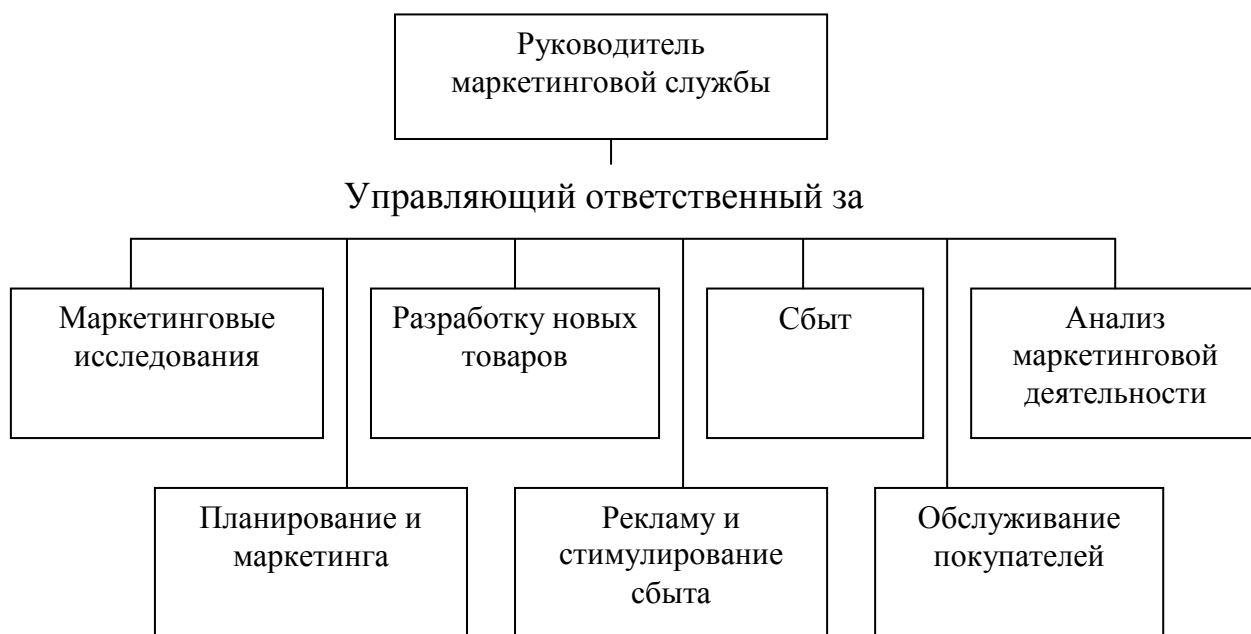 Руководитель
маркетинговой службы
Управляющий ответственный за
Маркетинговые
исследования
Разработку новых
товаров
Сбыт
Анализ
маркетинговой
деятельности
Планирование и
маркетинга
Рекламу и
стимулирование
сбыта
Обслуживание
покупателей